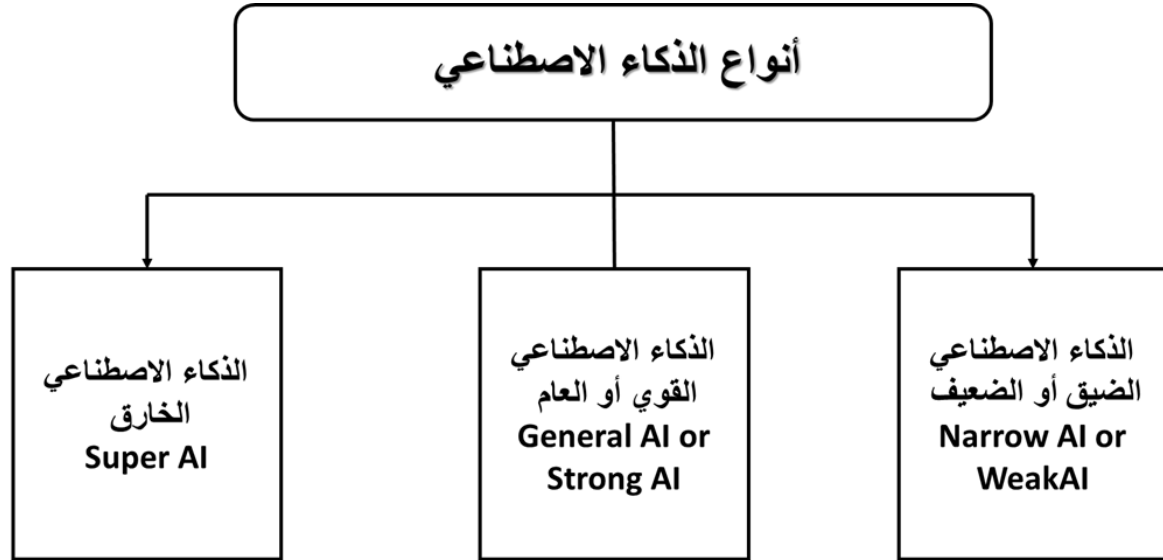 أنواع الذكاء الاصطناعي
الذكاء الاصطناعي
الضيق أو الضعيف
Narrow AI or
WeakAI
الذكاء الاصطناعي
القوي أو العام
General AI or
Strong AI
الذكاء الاصطناعي
الخارق
Super AI